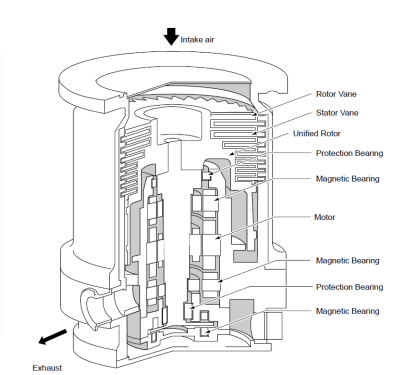 Intake air
Rotor Vane
Stator Vane
Unified Rotor
Protection Bearing
Magnetic Bearing
Motor
Magnetic Bearing
Protection Bearing
Magnetic Bearing
Exhaust